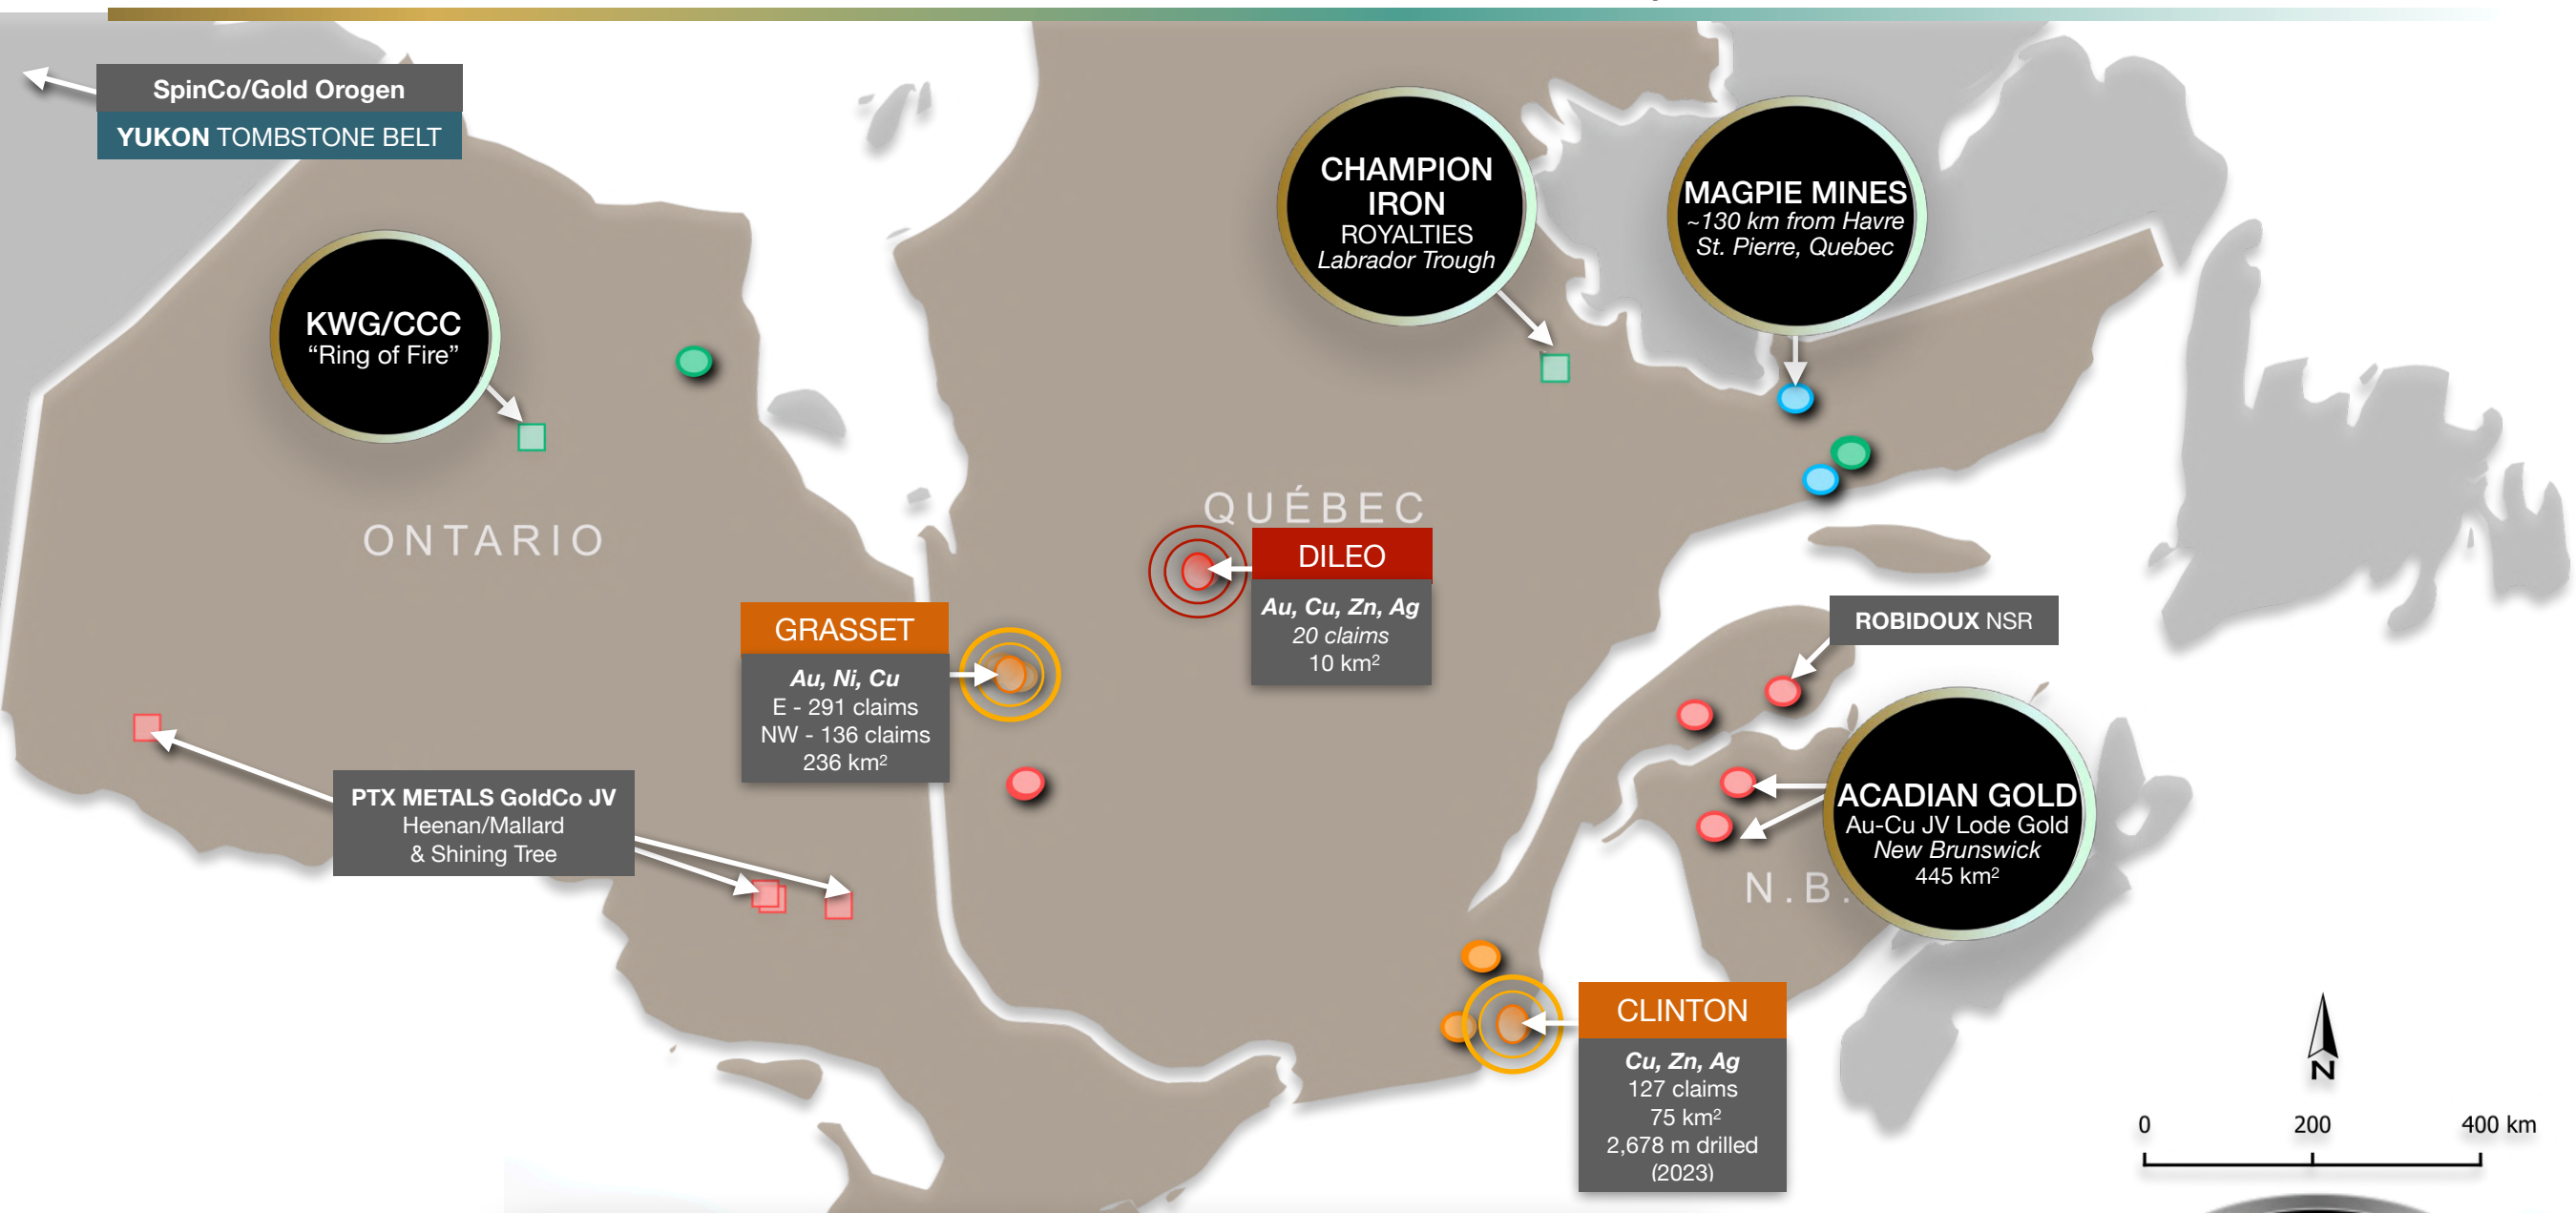 SpinCo/Gold Orogen
YUKON TOMBSTONE BELT
KWG/CCC
“Ring of Fire”
CHAMPION
IRON
ROYALTIES
Labrador Trough
MAGPIE MINES
~130 km from Havre
St. Pierre, Quebec
ONTARIO
QUÉBEC
DILEO
Au, Cu, Zn, Ag
20 claims
10 km²
GRASSET
Au, Ni, Cu
E - 291 claims
NW - 136 claims
236 km²
ROBIDOUX NSR
PTX METALS GoldCo JV
Heenan/Mallard
& Shining Tree
ACADIAN GOLD
Au-Cu JV Lode Gold
New Brunswick
445 km²
N.B.
CLINTON
Cu, Zn, Ag
127 claims
75 km²
2,678 m drilled
(2023)
N
0 200 400 km